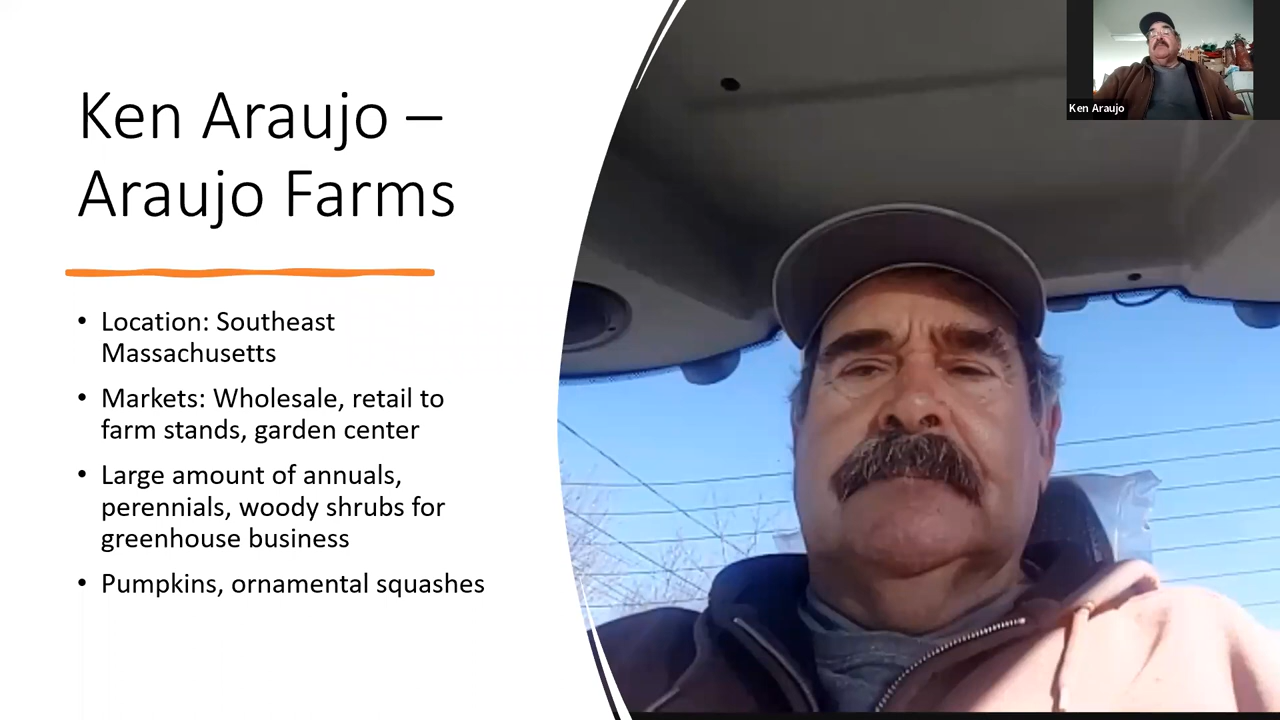 Ken Araujo –
Araujo Farms
• Location: Southeast
Massachusetts
• Markets: Wholesale, retail to
farm stands, garden center
• Large amount of annuals,
perennials, woody shrubs for
greenhouse business
• Pumpkins, ornamental squashes
Ken Araujo